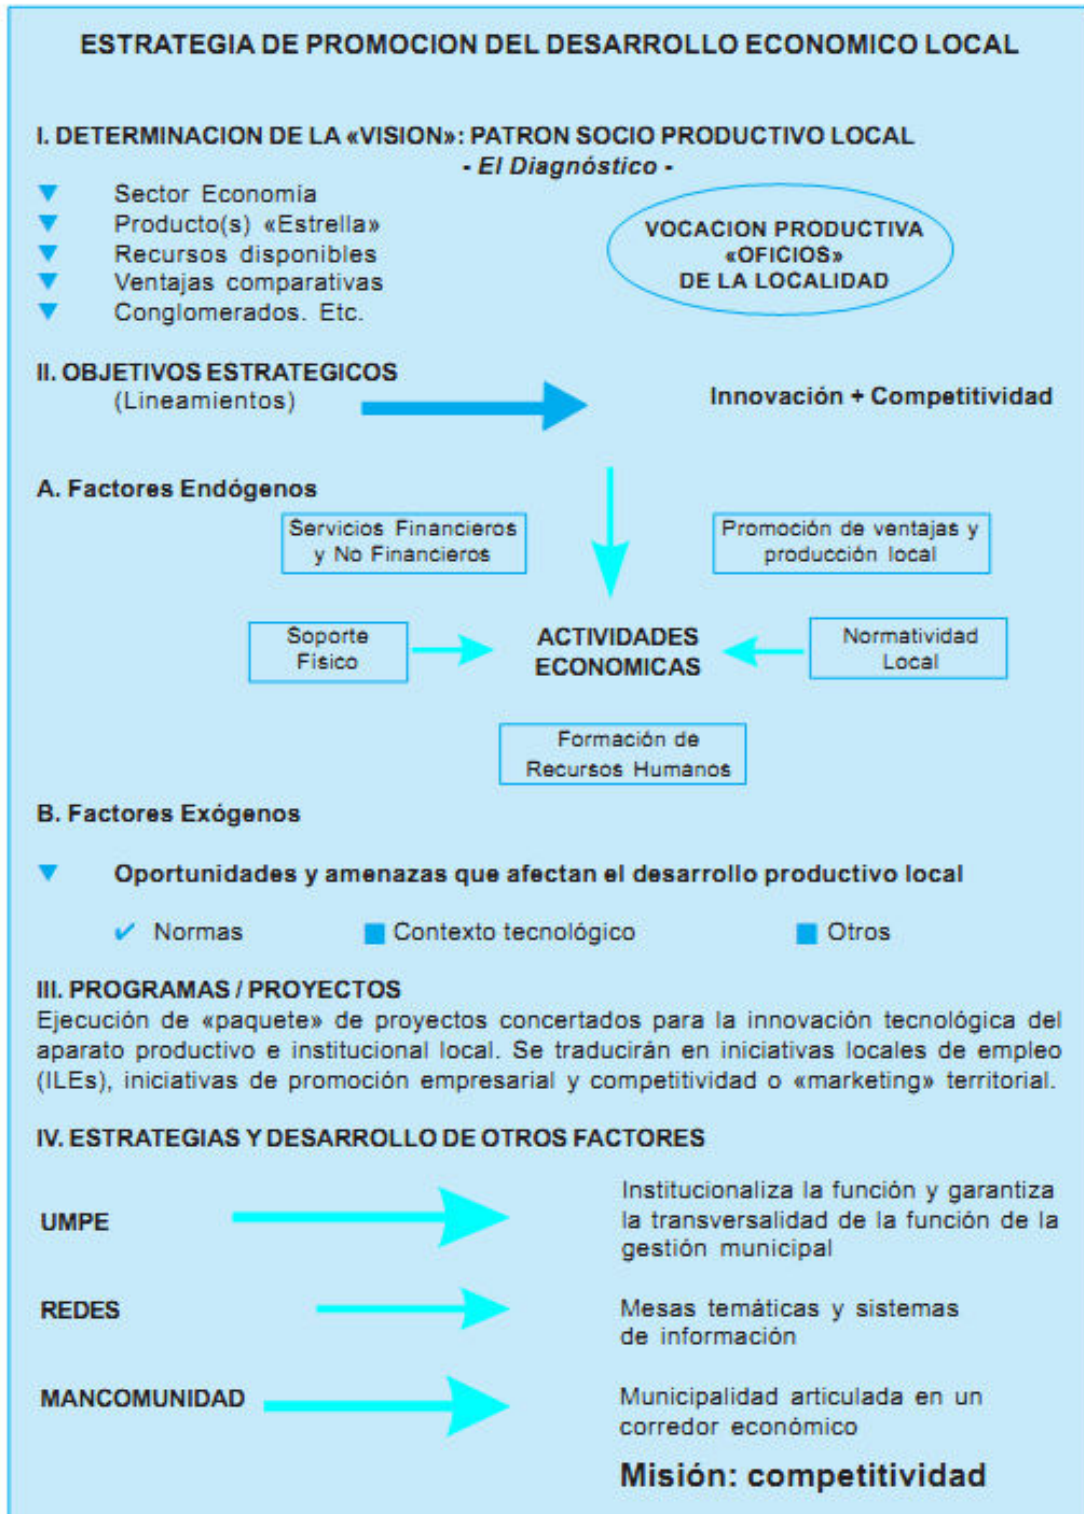 ESTRATEGIA DE PROMOCION DEL DESARROLLO ECONOMICO LOCAL
I. DETERMINACION DE LA «VISION»: PATRON SOCIO PRODUCTIVO LOCAL
- El Diagnóstico -
Sector Economía
Producto(s) «Estrella»
Recursos disponibles
Ventajas comparativas
Conglomerados. Etc.
VOCACION PRODUCTIVA
«OFICIOS»
DE LA LOCALIDAD
II. OBJETIVOS ESTRATEGICOS
(Lineamientos)
Innovación + Competitividad
A. Factores Endógenos
Servicios Financieros
y No Financieros
Promoción de ventajas y
producción local
Soporte
Físico
ACTIVIDADES
ECONOMICAS
Normatividad
Local
Formación de
Recursos Humanos
B. Factores Exógenos
Oportunidades y amenazas que afectan el desarrollo productivo local
✓ Normas ■ Contexto tecnológico ■ Otros
III. PROGRAMAS / PROYECTOS
Ejecución de «paquete» de proyectos concertados para la innovación tecnológica del
aparato productivo e institucional local. Se traducirán en iniciativas locales de empleo
(ILEs), iniciativas de promoción empresarial y competitividad o «marketing» territorial.
IV. ESTRATEGIAS Y DESARROLLO DE OTROS FACTORES
UMPE
Institucionaliza la función y garantiza
la transversalidad de la función de la
gestión municipal
REDES
Mesas temáticas y sistemas
de información
MANCOMUNIDAD
Municipalidad articulada en un
corredor económico
Misión: competitividad